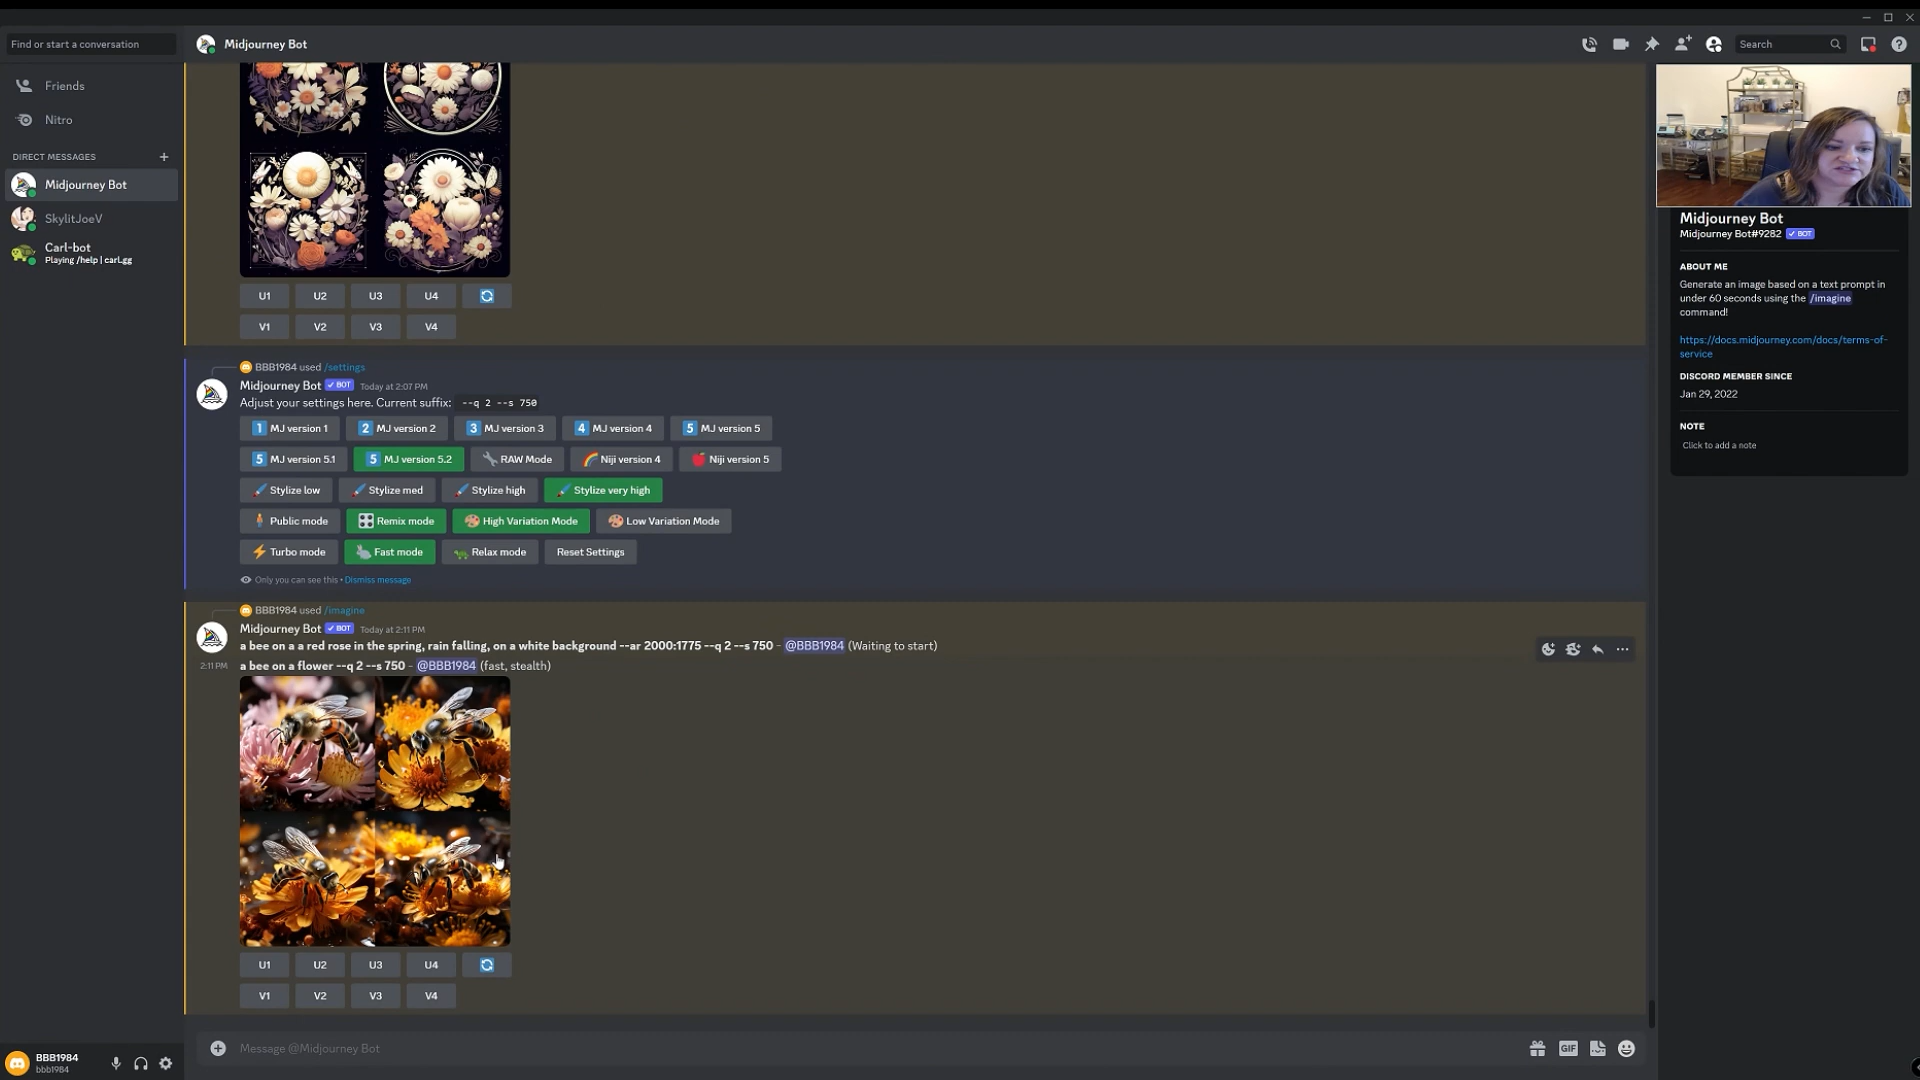 Find or start a conversation
Midjourney Bot
Search
Friends
Nitro
DIRECT MESSAGES
Midjourney Bot
SkylitJoeV
Carl-bot
Playing /help | carl.gg
U1 U2 U3 U4
V1 V2 V3 V4
BBB1984 used /settings
Midjourney Bot BOT Today at 2:07 PM
Adjust your settings here. Current suffix: --q 2 --s 750
1 MJ version 1 2 MJ version 2 3 MJ version 3 4 MJ version 4 5 MJ version 5
5 MJ version 5.1 5 MJ version 5.2 RAW Mode Niji version 4 Niji version 5
Stylize low Stylize med Stylize high Stylize very high
Public mode Remix mode High Variation Mode Low Variation Mode
Turbo mode Fast mode Relax mode Reset Settings
Only you can see this • Dismiss message
BBB1984 used /imagine
Midjourney Bot BOT Today at 2:11 PM
a bee on a a red rose in the spring, rain falling, on a white background --ar 2000:1775 --q 2 --s 750 - @BBB1984 (Waiting to start)
2:11 PM a bee on a flower --q 2 --s 750 - @BBB1984 (fast, stealth)
U1 U2 U3 U4
V1 V2 V3 V4
Message @Midjourney Bot
GIF
BBB1984
bbb1984
Midjourney Bot
Midjourney Bot#9282 BOT
ABOUT ME
Generate an image based on a text prompt in
under 60 seconds using the /imagine
command!
https://docs.midjourney.com/docs/terms-of-
service
DISCORD MEMBER SINCE
Jan 29, 2022
NOTE
Click to add a note